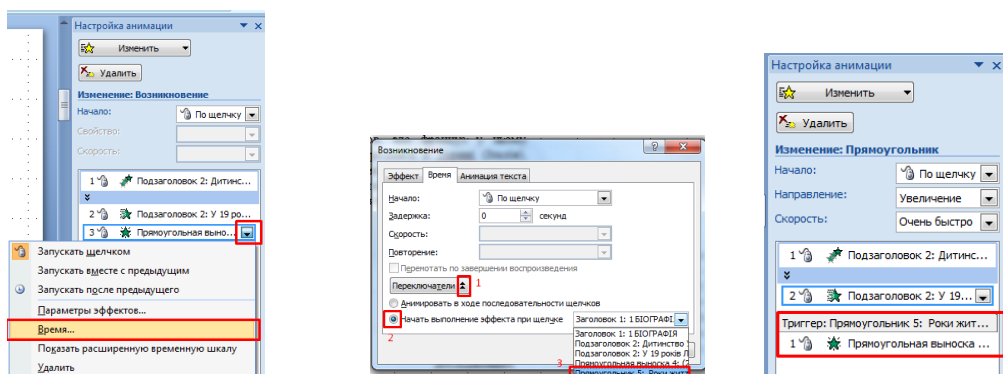 Настройка анимации
Изменить
Удалить
Изменение: Возникновение
Начало:
По щелчку
Свойство:
Скорость:
1 Подзаголовок 2: Дитинс...
2 Подзаголовок 2: У 19 ро...
3 Прямоугольная выно...
Запускать щелчком
Запускать вместе с предыдущим
Запускать после предыдущего
Параметры эффектов...
Время...
Показать расширенную временную шкалу
Удалить
Возникновение
Эффект Время Анимация текста
Начало: По щелчку
Задержка: 0 секунд
Скорость:
Повторение:
Перемотать по завершении воспроизведения
Переключатели 1
Анимировать в ходе последовательности щелчков
Начать выполнение эффекта при щелчке Заголовок 1: 1 БІОГРАФІ
2
Заголовок 1: 1 БІОГРАФІЯ
Подзаголовок 2: Дитинство
Подзаголовок 2: У 19 років Л
3 Прямоугольная выноска 4: (2
Прямоугольник 5: Роки жит
Настройка анимации
Изменить
Удалить
Изменение: Прямоугольник
Начало: По щелчку
Направление: Увеличение
Скорость: Очень быстро
1 Подзаголовок 2: Дитинс...
2 Подзаголовок 2: У 19...
Триггер: Прямоугольник 5: Роки жит...
1 Прямоугольная выноска ...